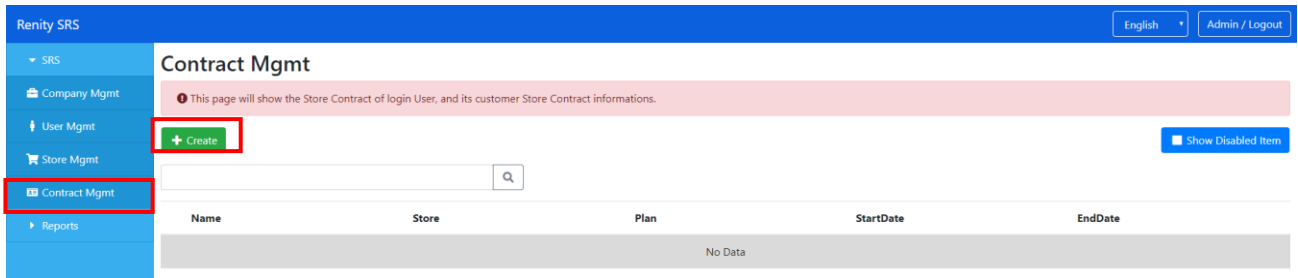 Renity SRS
English
Admin / Logout
SRS
Company Mgmt
User Mgmt
Store Mgmt
Contract Mgmt
Reports
Contract Mgmt
This page will show the Store Contract of login User, and its customer Store Contract informations.
Create
Show Disabled Item
Name Store Plan StartDate EndDate
No Data